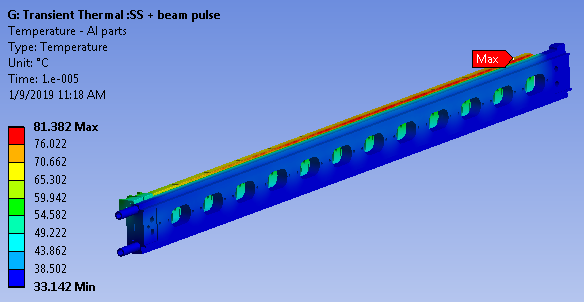 G: Transient Thermal :SS + beam pulse
Temperature - Al parts
Type: Temperature
Unit: °C
Time: 1.e-005
1/9/2019 11:18 AM
Max
81.382 Max
76.022
70.662
65.302
59.942
54.582
49.222
43.862
38.502
33.142 Min